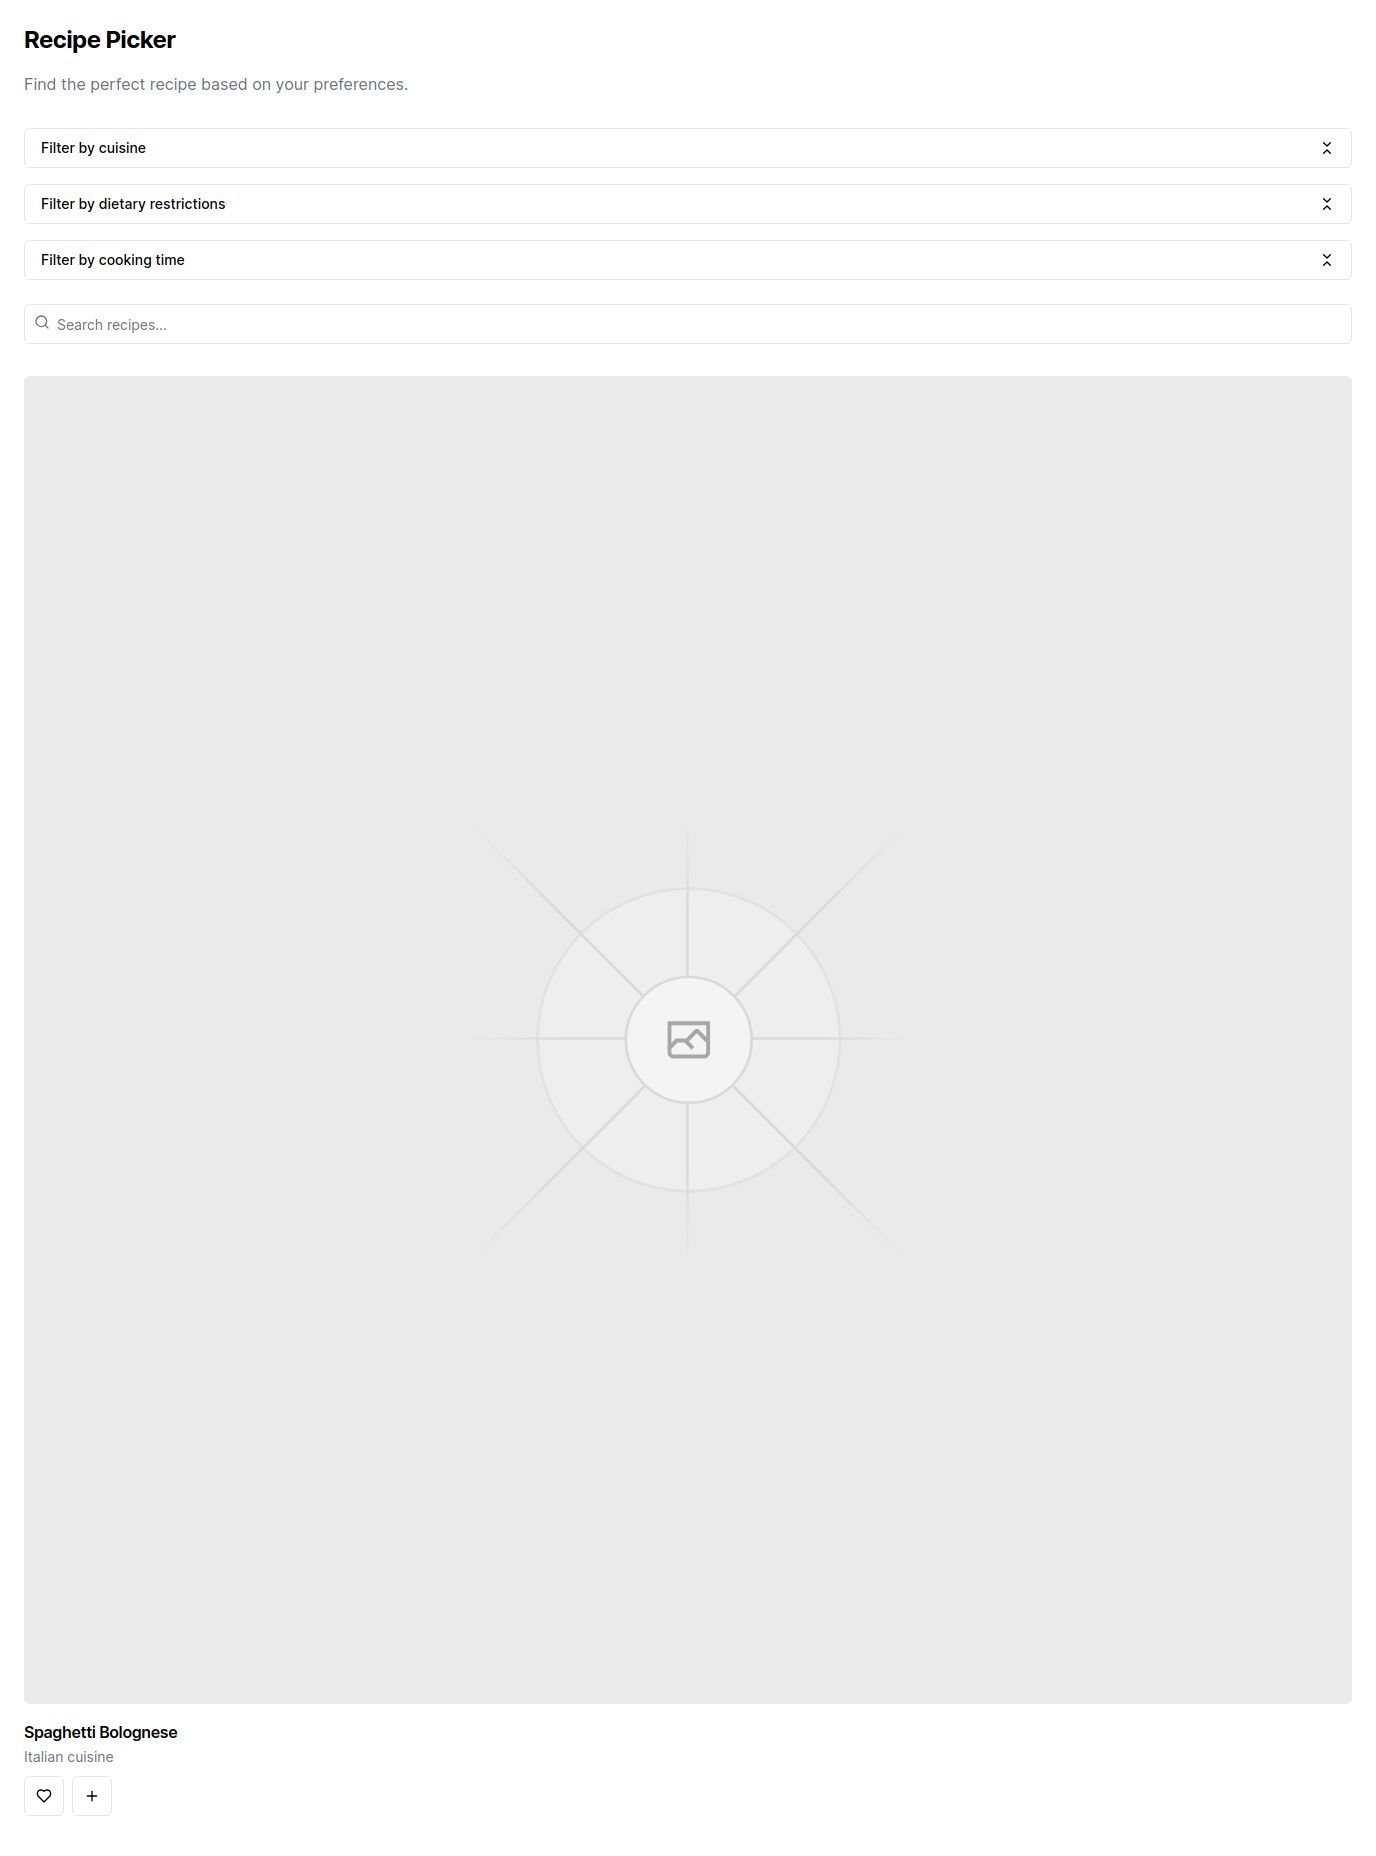 Recipe Picker
Find the perfect recipe based on your preferences.
Filter by cuisine
Filter by dietary restrictions
Filter by cooking time
Search recipes...
Spaghetti Bolognese
Italian cuisine